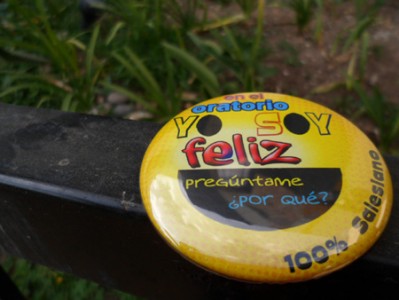 en el
oratorio
YO SOY
feliz
pregúntame
¿por qué?
100% Salesiano